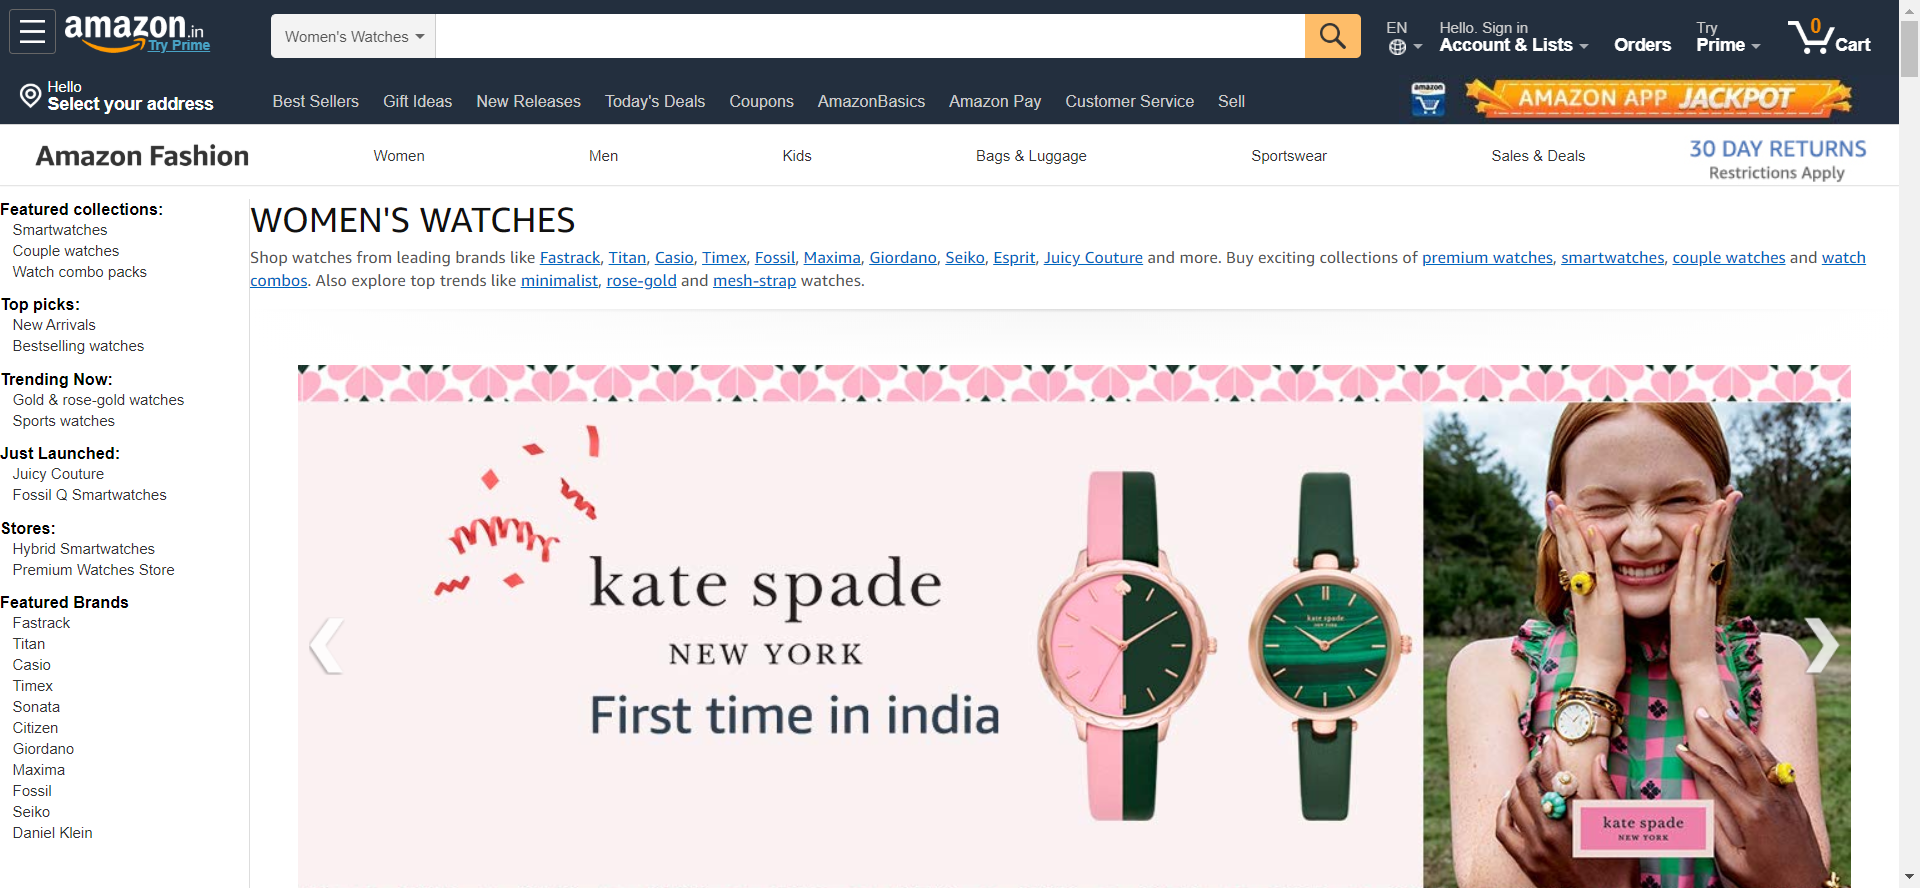 amazon.in
Try Prime
Women's Watches
EN
Hello. Sign in
Account & Lists
Orders
Try
Prime
0
Cart
Hello
Select your address
Best Sellers
Gift Ideas
New Releases
Today's Deals
Coupons
AmazonBasics
Amazon Pay
Customer Service
Sell
amazon
AMAZON APP JACKPOT
Amazon Fashion
Women
Men
Kids
Bags & Luggage
Sportswear
Sales & Deals
30 DAY RETURNS
Restrictions Apply
Featured collections:
Smartwatches
Couple watches
Watch combo packs
Top picks:
New Arrivals
Bestselling watches
Trending Now:
Gold & rose-gold watches
Sports watches
Just Launched:
Juicy Couture
Fossil Q Smartwatches
Stores:
Hybrid Smartwatches
Premium Watches Store
Featured Brands
Fastrack
Titan
Casio
Timex
Sonata
Citizen
Giordano
Maxima
Fossil
Seiko
Daniel Klein
WOMEN'S WATCHES
Shop watches from leading brands like Fastrack, Titan, Casio, Timex, Fossil, Maxima, Giordano, Seiko, Esprit, Juicy Couture and more. Buy exciting collections of premium watches, smartwatches, couple watches and watch
combos. Also explore top trends like minimalist, rose-gold and mesh-strap watches.
kate spade
NEW YORK
First time in india
kate spade
NEW YORK
kate spade
NEW YORK